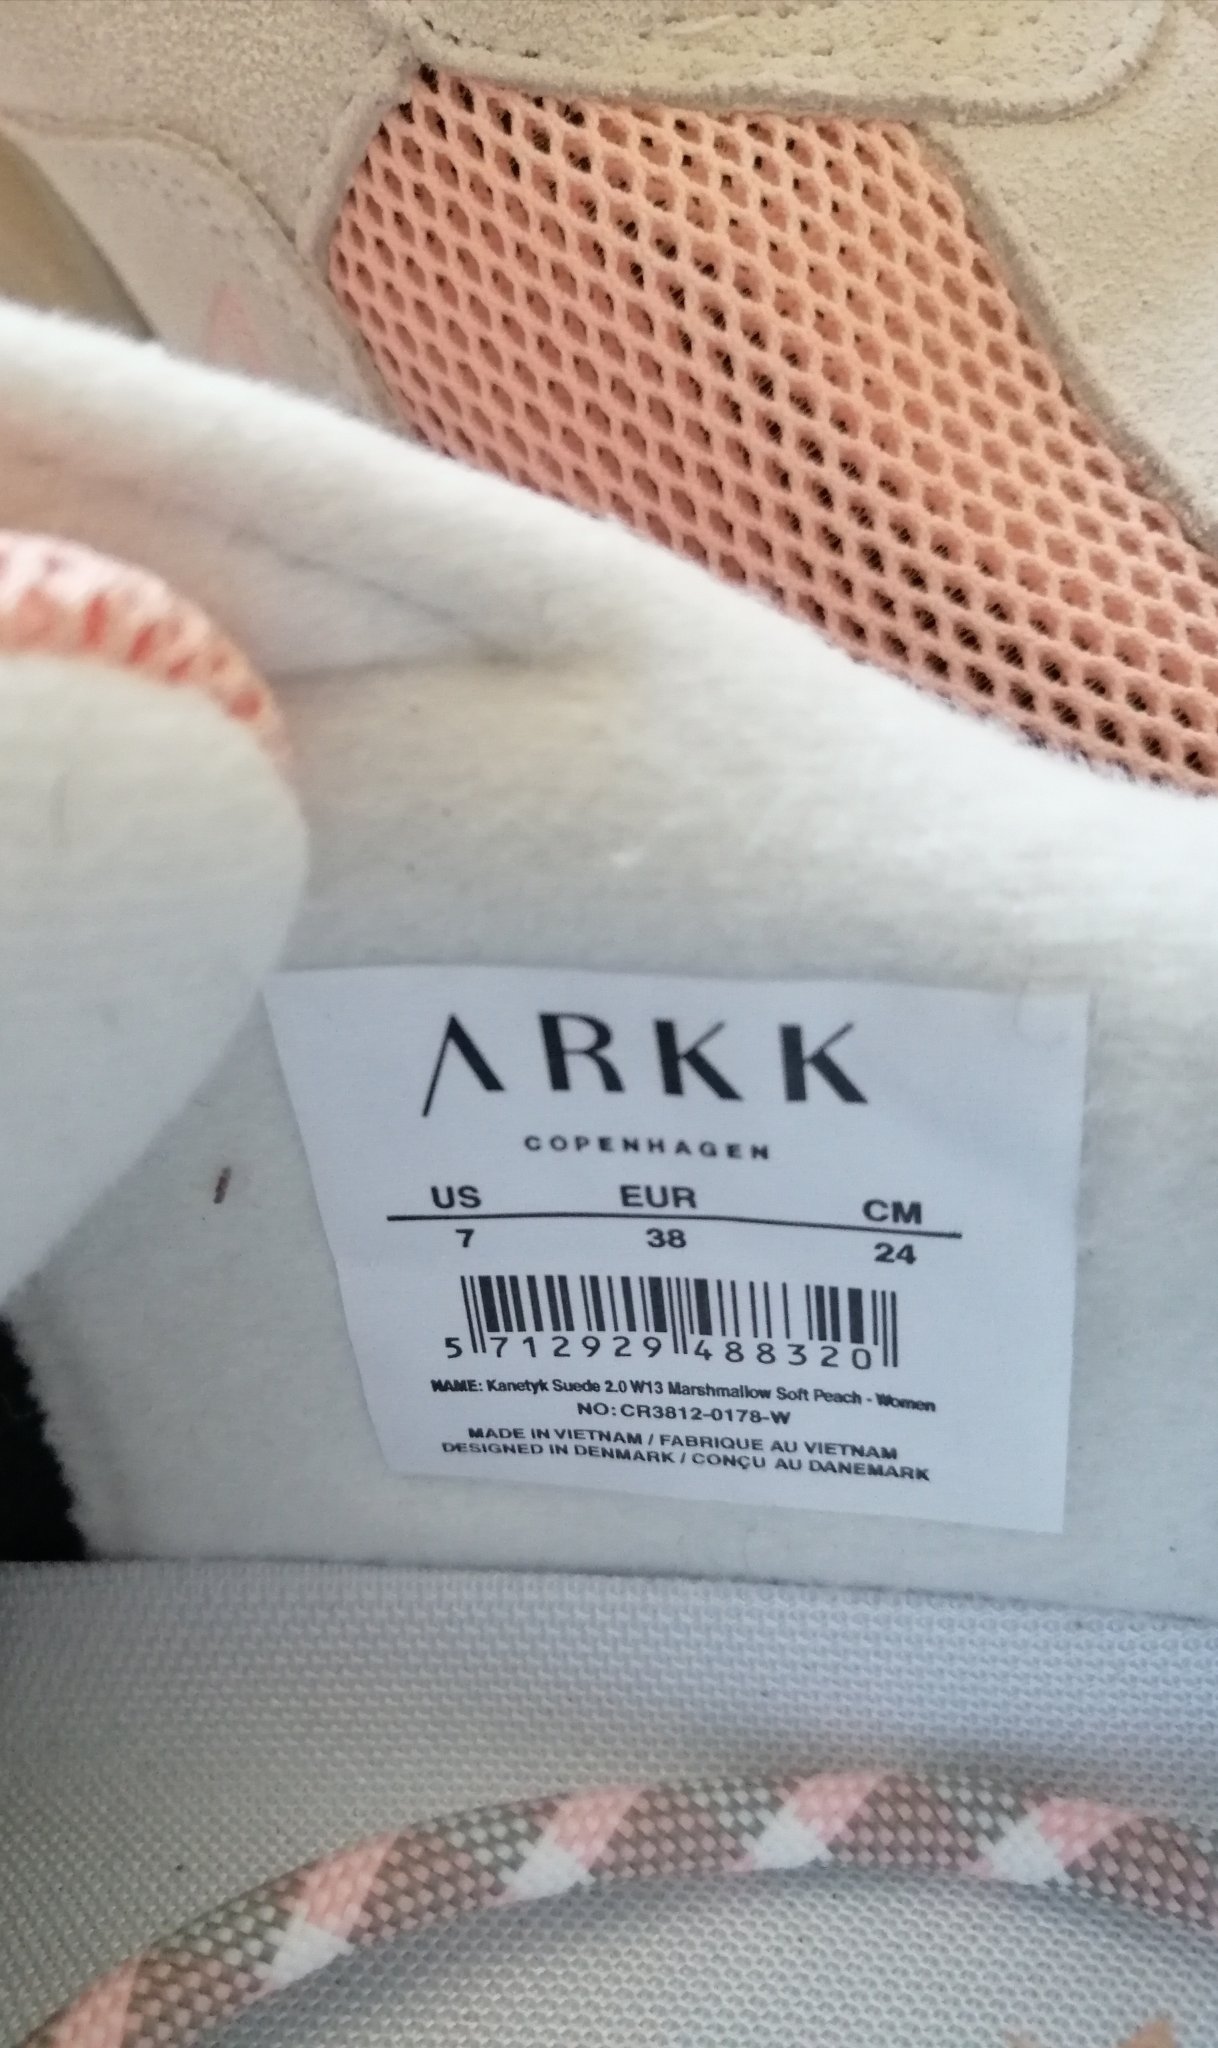 ARKK
COPENHAGEN
US EUR CM
7 38 24
5 712929 488320
NAME: Kanetyk Suede 2.0 W13 Marshmallow Soft Peach - Women
NO: CR3812-0178-W
MADE IN VIETNAM / FABRIQUE AU VIETNAM
DESIGNED IN DENMARK / CONÇU AU DANEMARK